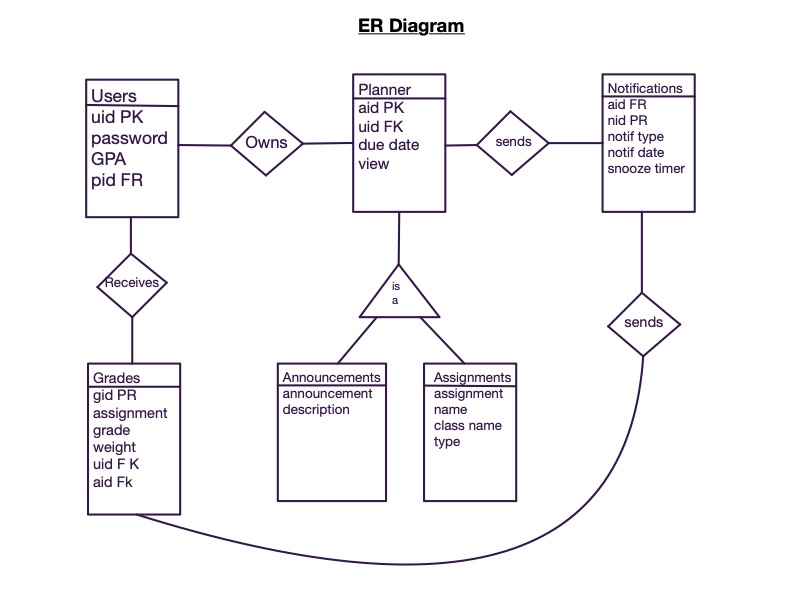 ER Diagram
Users
uid PK
password
GPA
pid FR
Owns
Planner
aid PK
uid FK
due date
view
sends
Notifications
aid FR
nid PR
notif type
notif date
snooze timer
Receives
is
a
sends
Grades
gid PR
assignment
grade
weight
uid F K
aid Fk
Announcements
announcement
description
Assignments
assignment
name
class name
type